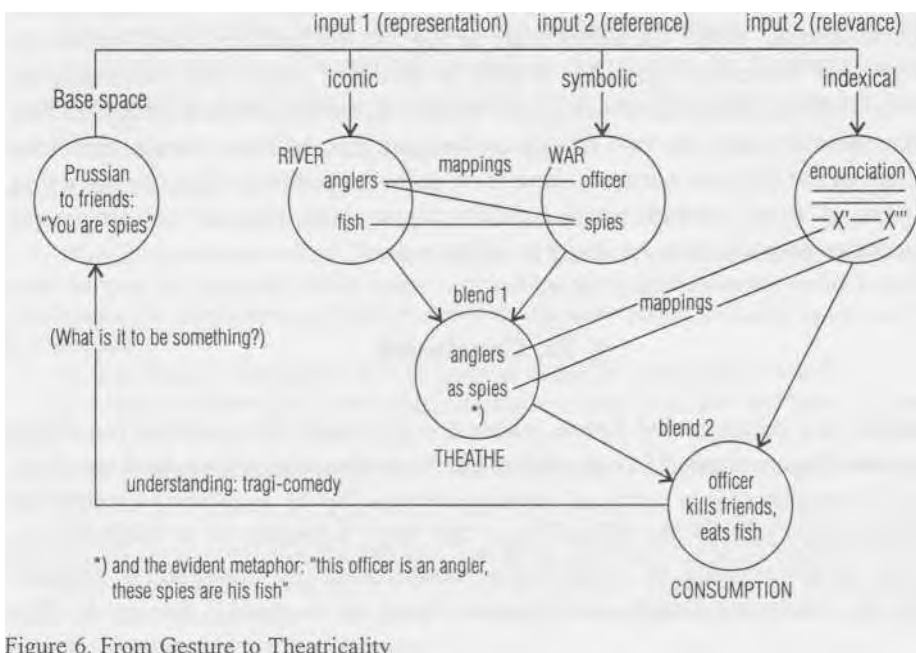 input 1 (representation) input 2 (reference) input 2 (relevance)
Base space
iconic
symbolic
indexical
Prussian
to friends:
"You are spies"
RIVER
anglers
fish
mappings
WAR
officer
spies
enounciation
"X'— X'"
blend 1
mappings
(What is it to be something?)
anglers
as spies
*)
THEATHE
blend 2
officer
kills friends,
eats fish
CONSUMPTION
understanding: tragi-comedy
*) and the evident metaphor: "this officer is an angler,
these spies are his fish"
Figure 6. From Gesture to Theatricality